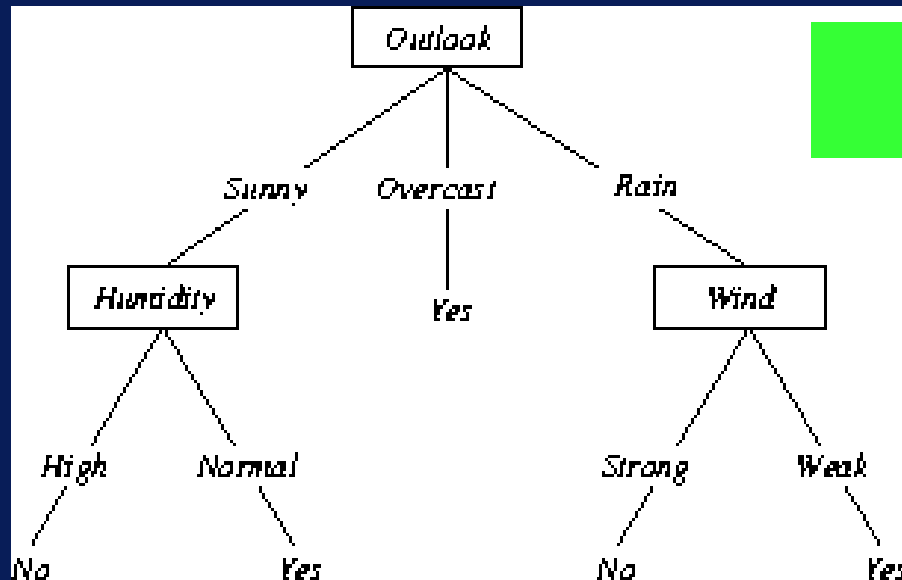 Outlook
Sunny Overcast Rain
Humidity Yes Wind
High Normal Strong Weak
No Yes No Yes